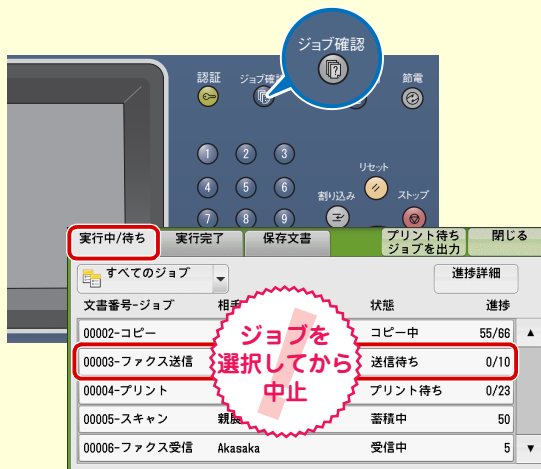 ジョブ確認
認証
ジョブ確
節電
1 2 3
リセット
4 5 6
割り込み
ストップ
7 8 9
実行中/待ち 実行完了 保存文書 プリント待ち
ジョブを出力 閉じる
すべてのジョブ 進捗詳細
文書番号-ジョブ 相手 状態 進捗
00002-コピー コピー中 55/66
00003-ファクス送信 送信待ち 0/10
00004-プリント プリント待ち 0/23
00005-スキャン 親展 蓄積中 50
00006-ファクス受信 Akasaka 受信中 5
ジョブを
選択してから
中止